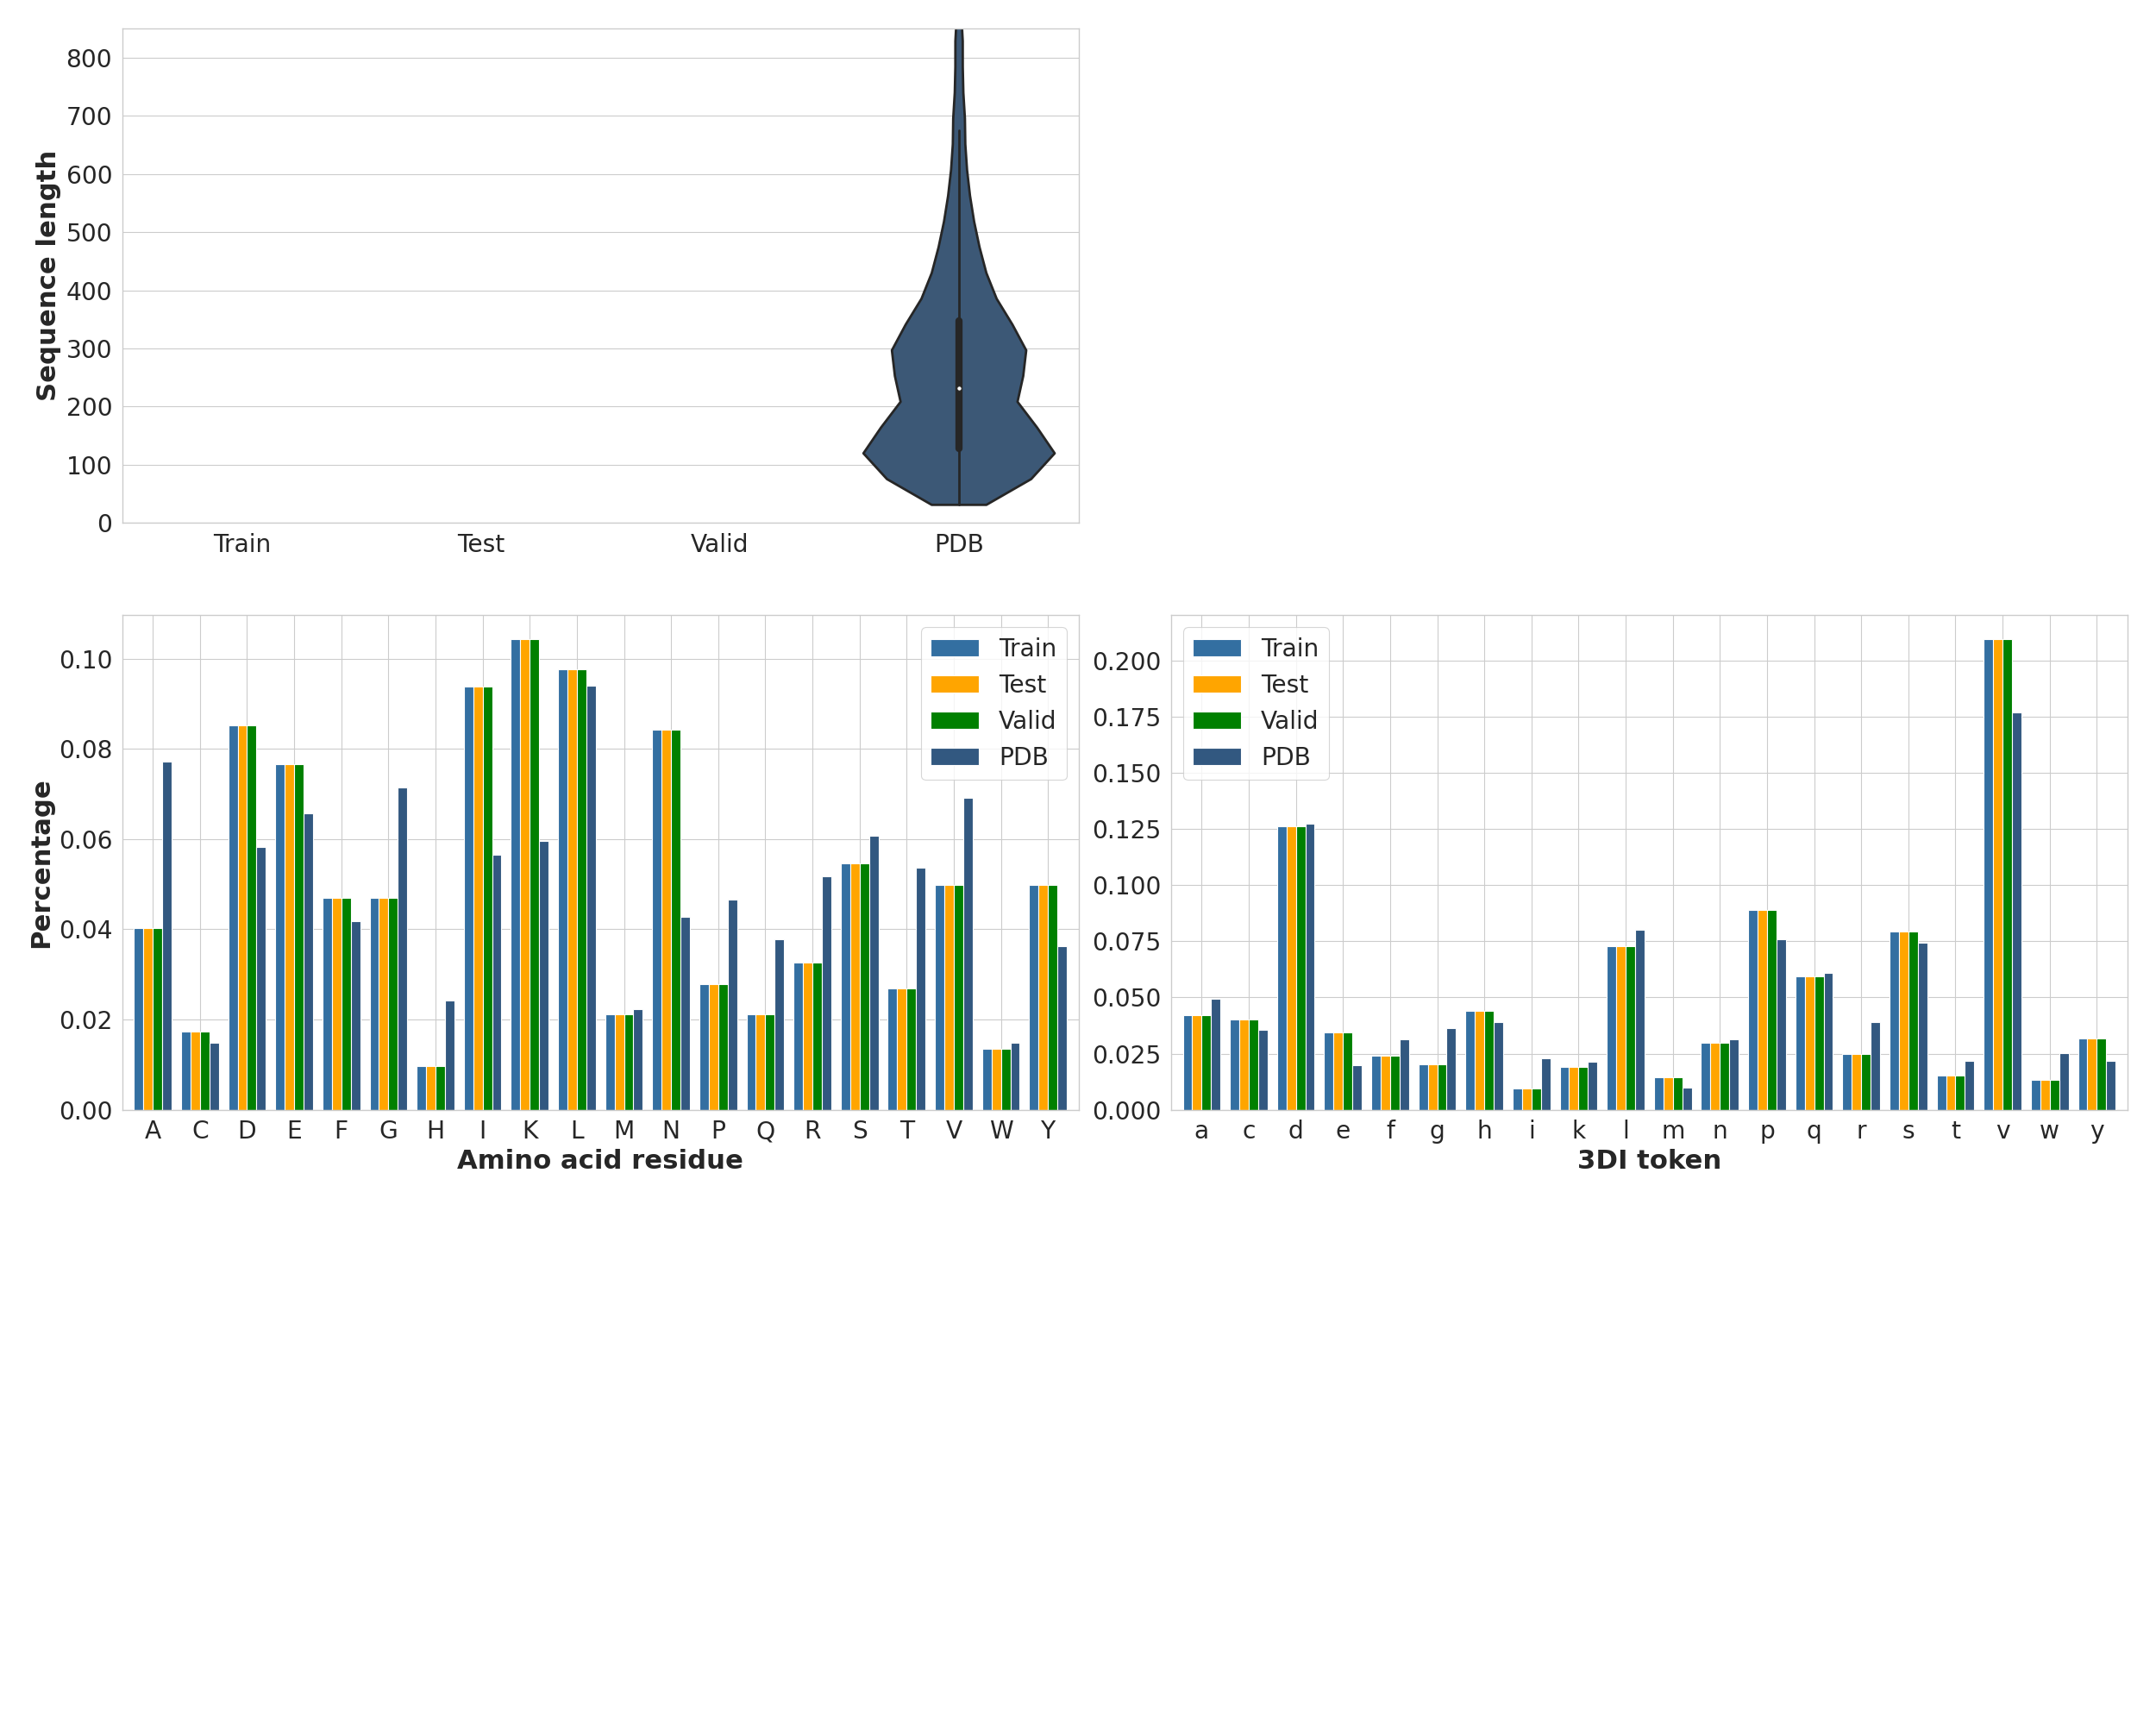 800
700
600
500
400
300
200
100
0
Sequence length
Train Test Valid PDB
0.10
0.08
0.06
0.04
0.02
0.00
Percentage
Train
Test
Valid
PDB
A C D E F G H I K L M N P Q R S T V W Y
Amino acid residue
0.200
0.175
0.150
0.125
0.100
0.075
0.050
0.025
0.000
Train
Test
Valid
PDB
a c d e f g h i k l m n p q r s t v w y
3DI token